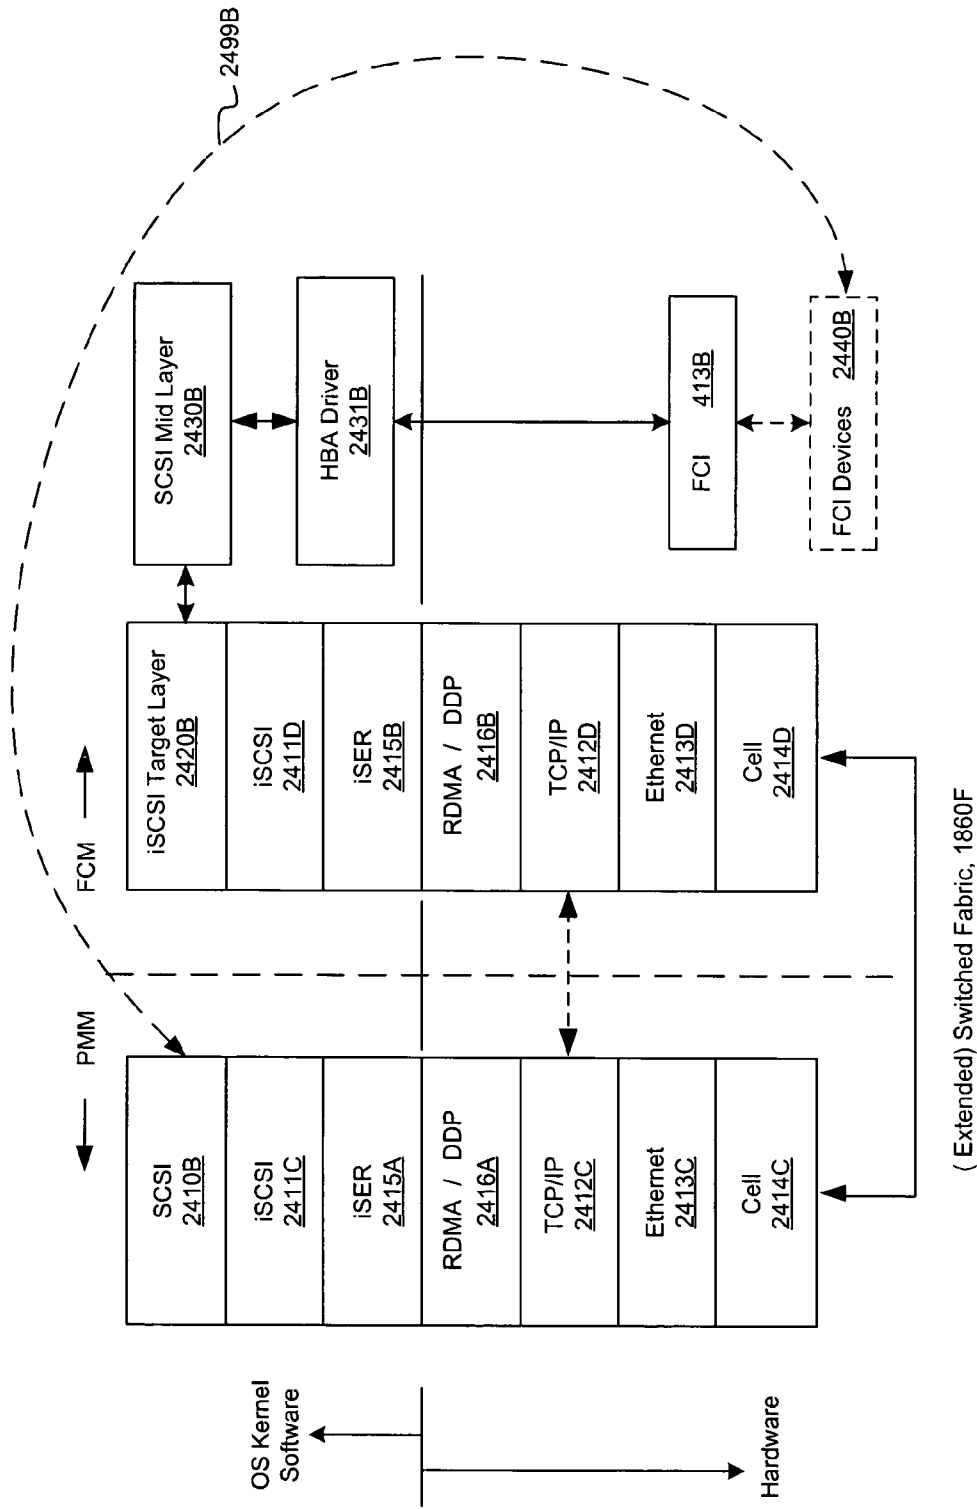 2499B
PMM
FCM
SCSI
2410B
iSCSI
2411C
iSER
2415A
RDMA / DDP
2416A
TCP/IP
2412C
Ethernet
2413C
Cell
2414C
iSCSI Target Layer
2420B
iSCSI
2411D
iSER
2415B
RDMA / DDP
2416B
TCP/IP
2412D
Ethernet
2413D
Cell
2414D
SCSI Mid Layer
2430B
HBA Driver
2431B
FCI 413B
FCI Devices 2440B
OS Kernel
Software
Hardware
( Extended) Switched Fabric, 1860F